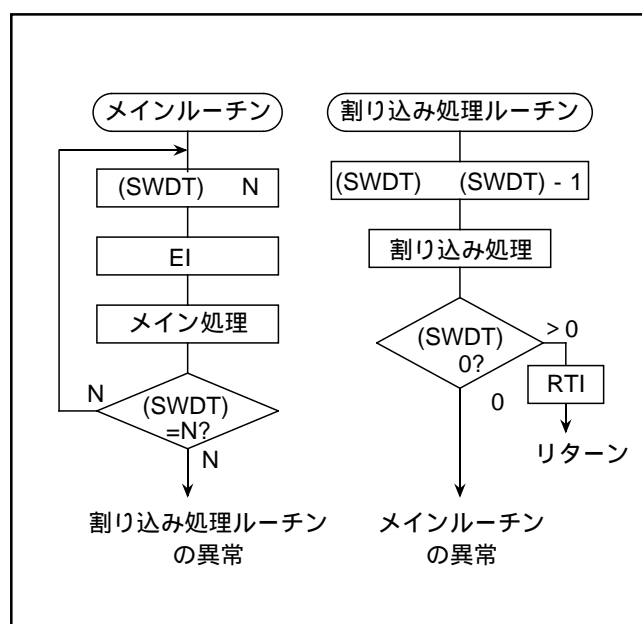 メインルーチン
(SWDT) N
EI
メイン処理
(SWDT)
=N?
N
N
割り込み処理ルーチン
の異常
割り込み処理ルーチン
(SWDT) (SWDT) - 1
割り込み処理
(SWDT)
0?
> 0
0
RTI
リターン
メインルーチン
の異常